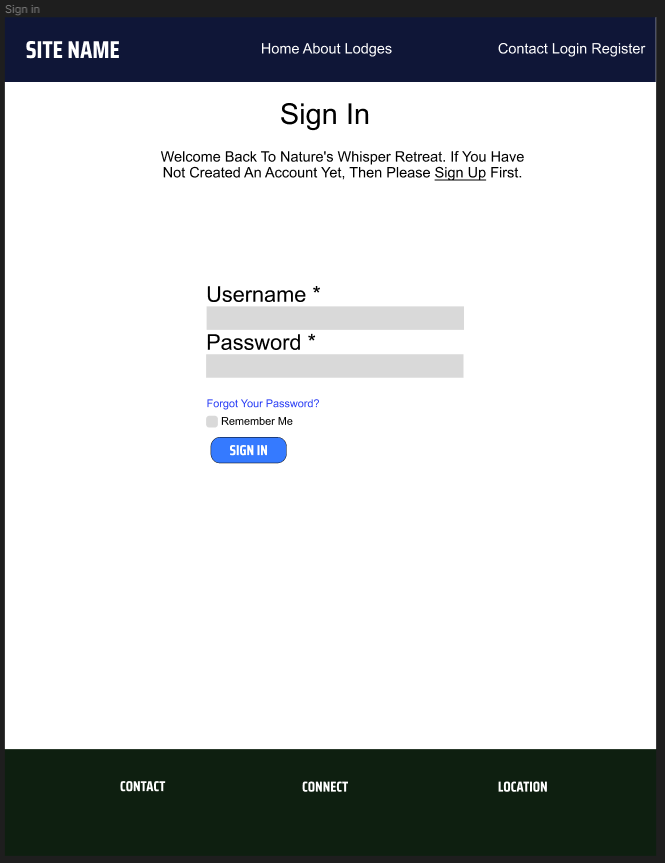 Sign in
SITE NAME
Home About Lodges
Contact Login Register
Sign In
Welcome Back To Nature's Whisper Retreat. If You Have
Not Created An Account Yet, Then Please Sign Up First.
Username *
Password *
Forgot Your Password?
Remember Me
SIGN IN
CONTACT
CONNECT
LOCATION